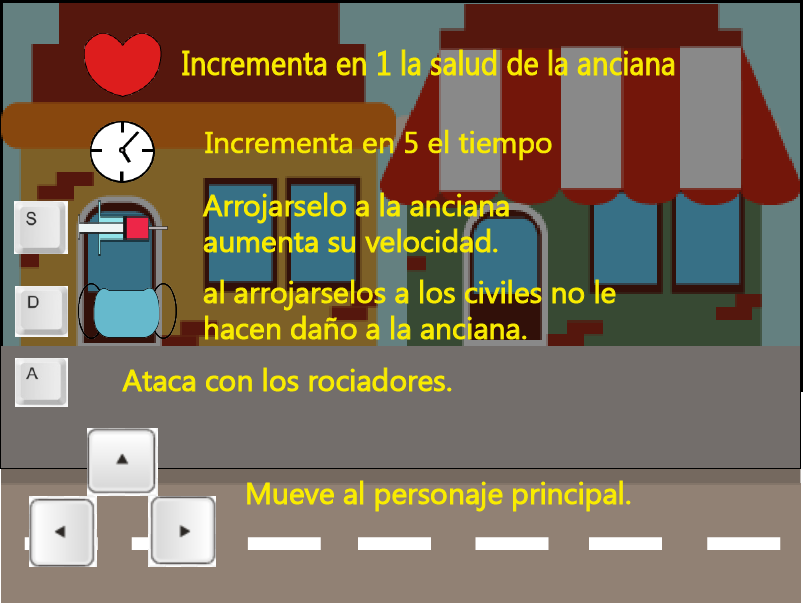 Incrementa en 1 la salud de la anciana
Incrementa en 5 el tiempo
S
Arrojarselo a la anciana
aumenta su velocidad.
D
al arrojarselos a los civiles no le
hacen daño a la anciana.
A
Ataca con los rociadores.
Mueve al personaje principal.